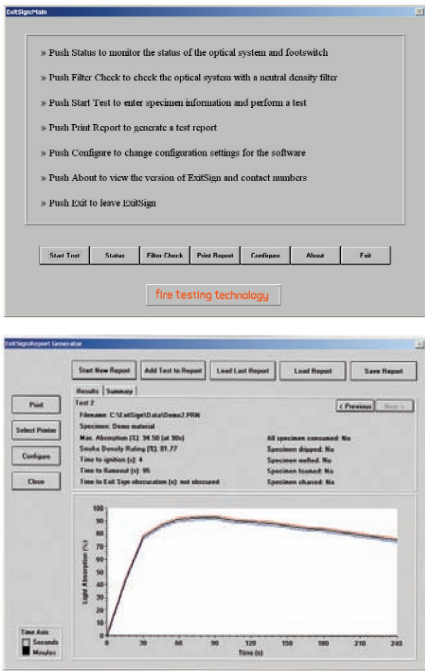 ExitSign:Main
» Push Status to monitor the status of the optical system and footswitch
» Push Filter Check to check the optical system with a neutral density filter
» Push Start Test to enter specimen information and perform a test
» Push Print Report to generate a test report
» Push Configure to change configuration settings for the software
» Push About to view the version of ExitSign and contact numbers
» Push Exit to leave ExitSign
Start Test Status Filter Check Print Report Configure About Exit
fire testing technology
ExitSign:Report Generator
Start New Report Add Test to Report Load Last Report Load Report Save Report
Results Summary
Print
Select Printer
Configure
Close
Test 2
< Previous Next >
Filename: C:\ExitSign\Data\Demo2.PRN
Specimen: Demo material
Max. Absorption (%): 94.50 (at 90s)
Smoke Density Rating (%): 81.77
Time to ignition (s): 4
Time to flameout (s): 95
Time to Exit Sign obscuration (s): not obscured
All specimen consumed: No
Specimen dripped: No
Specimen melted: No
Specimen foamed: No
Specimen charred: No
Light Absorption (%)
100
90
80
70
60
50
40
30
20
10
0
0 30 60 90 120 150 180 210 240
Time (s)
Time Axis
Seconds
Minutes